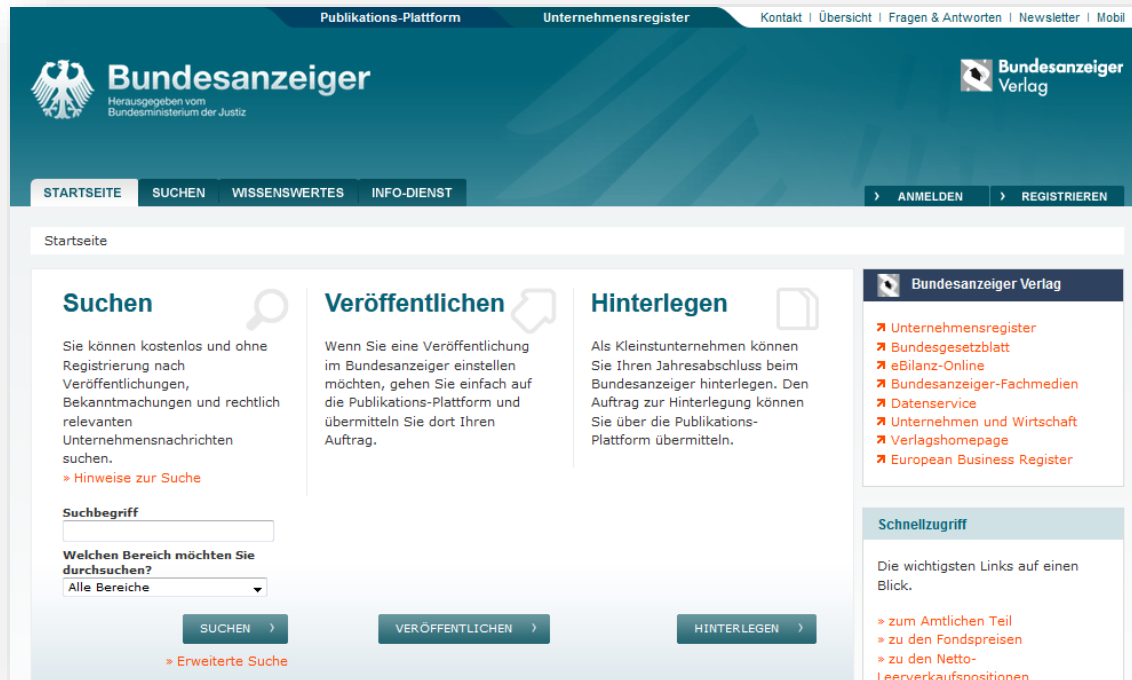 Publikations-Plattform
Unternehmensregister
Kontakt | Übersicht | Fragen & Antworten | Newsletter | Mobil
Bundesanzeiger
Herausgegeben vom
Bundesministerium der Justiz
Bundesanzeiger
Verlag
STARTSEITE
SUCHEN
WISSENSWERTES
INFO-DIENST
› ANMELDEN
› REGISTRIEREN
Startseite
Suchen
Sie können kostenlos und ohne
Registrierung nach
Veröffentlichungen,
Bekanntmachungen und rechtlich
relevanten
Unternehmensnachrichten
suchen.
» Hinweise zur Suche
Suchbegriff
Welchen Bereich möchten Sie
durchsuchen?
Alle Bereiche
SUCHEN ›
» Erweiterte Suche
Veröffentlichen
Wenn Sie eine Veröffentlichung
im Bundesanzeiger einstellen
möchten, gehen Sie einfach auf
die Publikations-Plattform und
übermitteln Sie dort Ihren
Auftrag.
VERÖFFENTLICHEN ›
Hinterlegen
Als Kleinstunternehmen können
Sie Ihren Jahresabschluss beim
Bundesanzeiger hinterlegen. Den
Auftrag zur Hinterlegung können
Sie über die Publikations-
Plattform übermitteln.
HINTERLEGEN ›
Bundesanzeiger Verlag
Unternehmensregister
Bundesgesetzblatt
eBilanz-Online
Bundesanzeiger-Fachmedien
Datenservice
Unternehmen und Wirtschaft
Verlagshomepage
European Business Register
Schnellzugriff
Die wichtigsten Links auf einen
Blick.
» zum Amtlichen Teil
» zu den Fondspreisen
» zu den Netto-
Leerverkaufspositionen